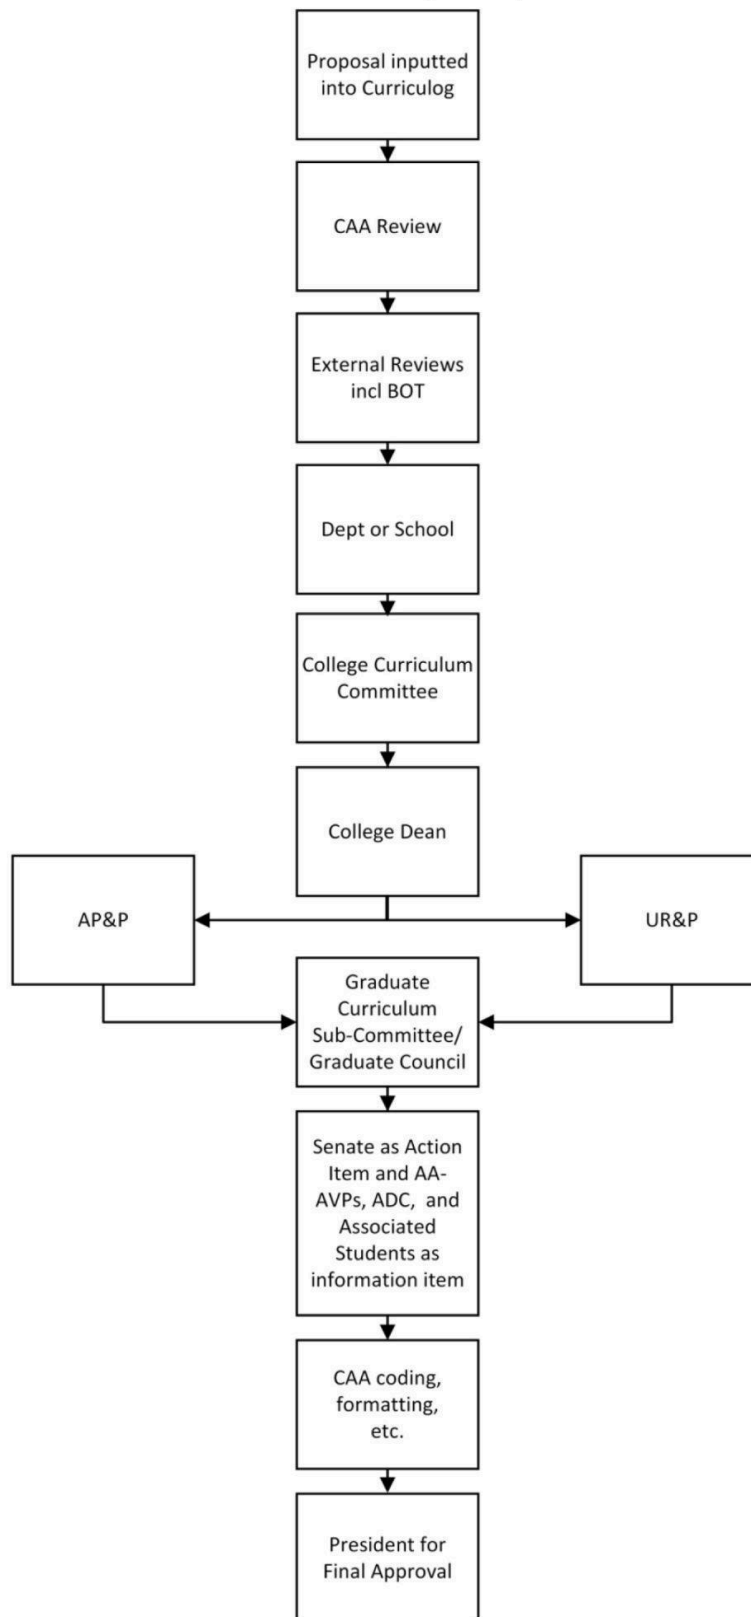 Proposal inputted
into Curriculog
CAA Review
External Reviews
incl BOT
Dept or School
College Curriculum
Committee
College Dean
AP&P
UR&P
Graduate
Curriculum
Sub-Committee/
Graduate Council
Senate as Action
Item and AA-
AVPs, ADC,  and
Associated
Students as
information item
CAA coding,
formatting,
etc.
President for
Final Approval